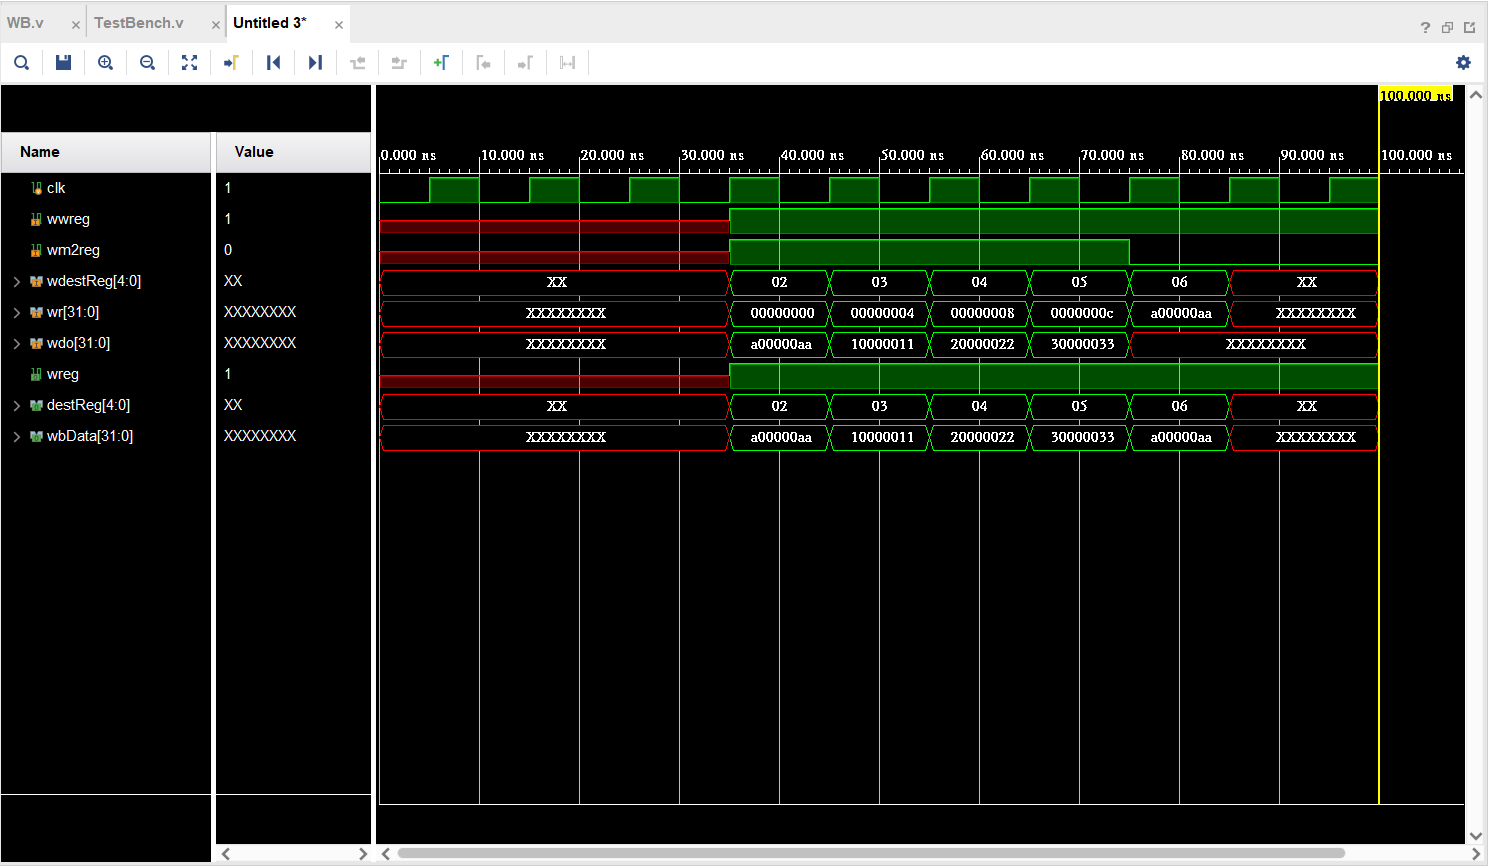 WB.v × TestBench.v × Untitled 3* ×
?
100.000 ns
Name Value
0.000 ns 10.000 ns 20.000 ns 30.000 ns 40.000 ns 50.000 ns 60.000 ns 70.000 ns 80.000 ns 90.000 ns 100.000 ns
clk 1
wwreg 1
wm2reg 0
wdestReg[4:0] XX XX 02 03 04 05 06 XX
wr[31:0] XXXXXXXX XXXXXXXX 00000000 00000004 00000008 0000000c a00000aa XXXXXXXX
wdo[31:0] XXXXXXXX XXXXXXXX a00000aa 10000011 20000022 30000033 XXXXXXXX
wreg 1
destReg[4:0] XX XX 02 03 04 05 06 XX
wbData[31:0] XXXXXXXX XXXXXXXX a00000aa 10000011 20000022 30000033 a00000aa XXXXXXXX